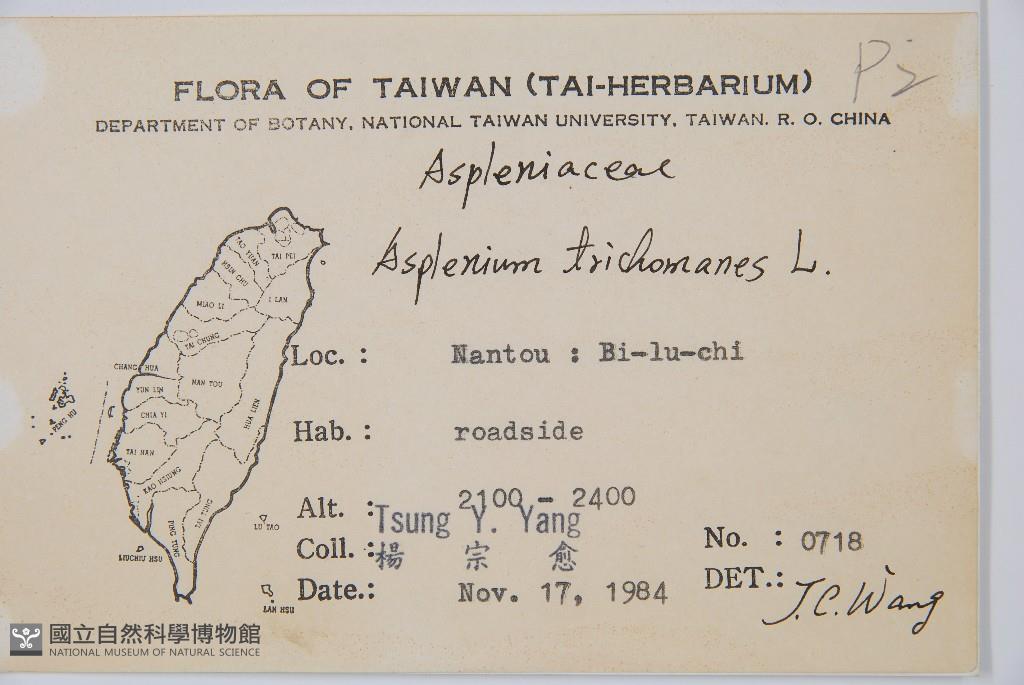 P2
FLORA OF TAIWAN (TAI-HERBARIUM)
DEPARTMENT OF BOTANY, NATIONAL TAIWAN UNIVERSITY, TAIWAN. R. O. CHINA
Aspleniaceae
Asplenium trichomanes L.
TAI PEI
TAO YUAN
HSIN CHU
I LAN
MIAO LI
TAI CHUNG
CHANG HUA
NAN TOU
YUN LIN
HUA LIEN
CHIA YI
PENG HU
TAI NAN
KAO HSIUNG
TAI TUNG
PING TUNG
LU TAO
LIUCHIU HSU
LAN HSU
Loc. : Nantou : Bi-lu-chi
Hab. : roadside
Alt. : 2100 - 2400
Coll. : Tsung Y. Yang
楊 宗 愈
Date.: Nov. 17, 1984
No. : 0718
DET.: J.C.Wang
國立自然科學博物館
NATIONAL MUSEUM OF NATURAL SCIENCE